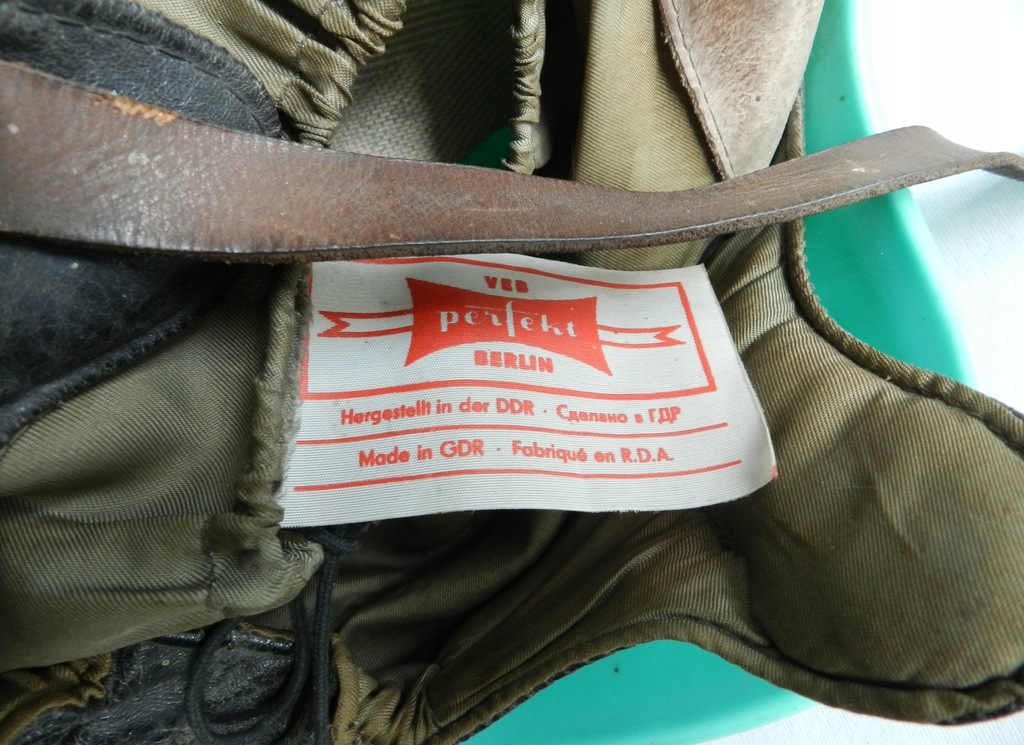 VEB
perfekt
BERLIN
Hergestellt in der DDR · Сделано в ГДР
Made in GDR · Fabriqué en R.D.A.